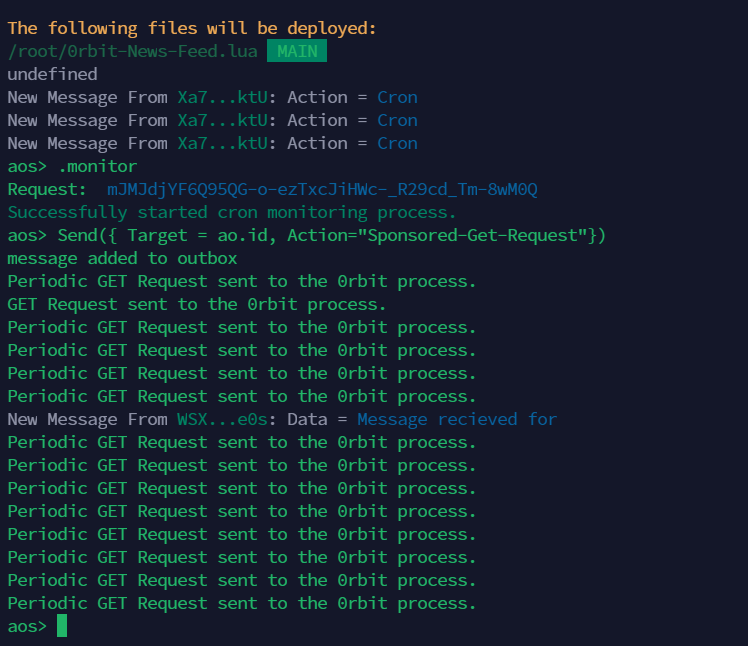 The following files will be deployed:
/root/0rbit-News-Feed.lua MAIN
undefined
New Message From Xa7...ktU: Action = Cron
New Message From Xa7...ktU: Action = Cron
New Message From Xa7...ktU: Action = Cron
aos> .monitor
Request:  mJMJdjYF6Q95QG-o-ezTxcJiHWc-_R29cd_Tm-8wM0Q
Successfully started cron monitoring process.
aos> Send({ Target = ao.id, Action="Sponsored-Get-Request"})
message added to outbox
Periodic GET Request sent to the 0rbit process.
GET Request sent to the 0rbit process.
Periodic GET Request sent to the 0rbit process.
Periodic GET Request sent to the 0rbit process.
Periodic GET Request sent to the 0rbit process.
Periodic GET Request sent to the 0rbit process.
New Message From WSX...e0s: Data = Message recieved for
Periodic GET Request sent to the 0rbit process.
Periodic GET Request sent to the 0rbit process.
Periodic GET Request sent to the 0rbit process.
Periodic GET Request sent to the 0rbit process.
Periodic GET Request sent to the 0rbit process.
Periodic GET Request sent to the 0rbit process.
Periodic GET Request sent to the 0rbit process.
Periodic GET Request sent to the 0rbit process.
aos>